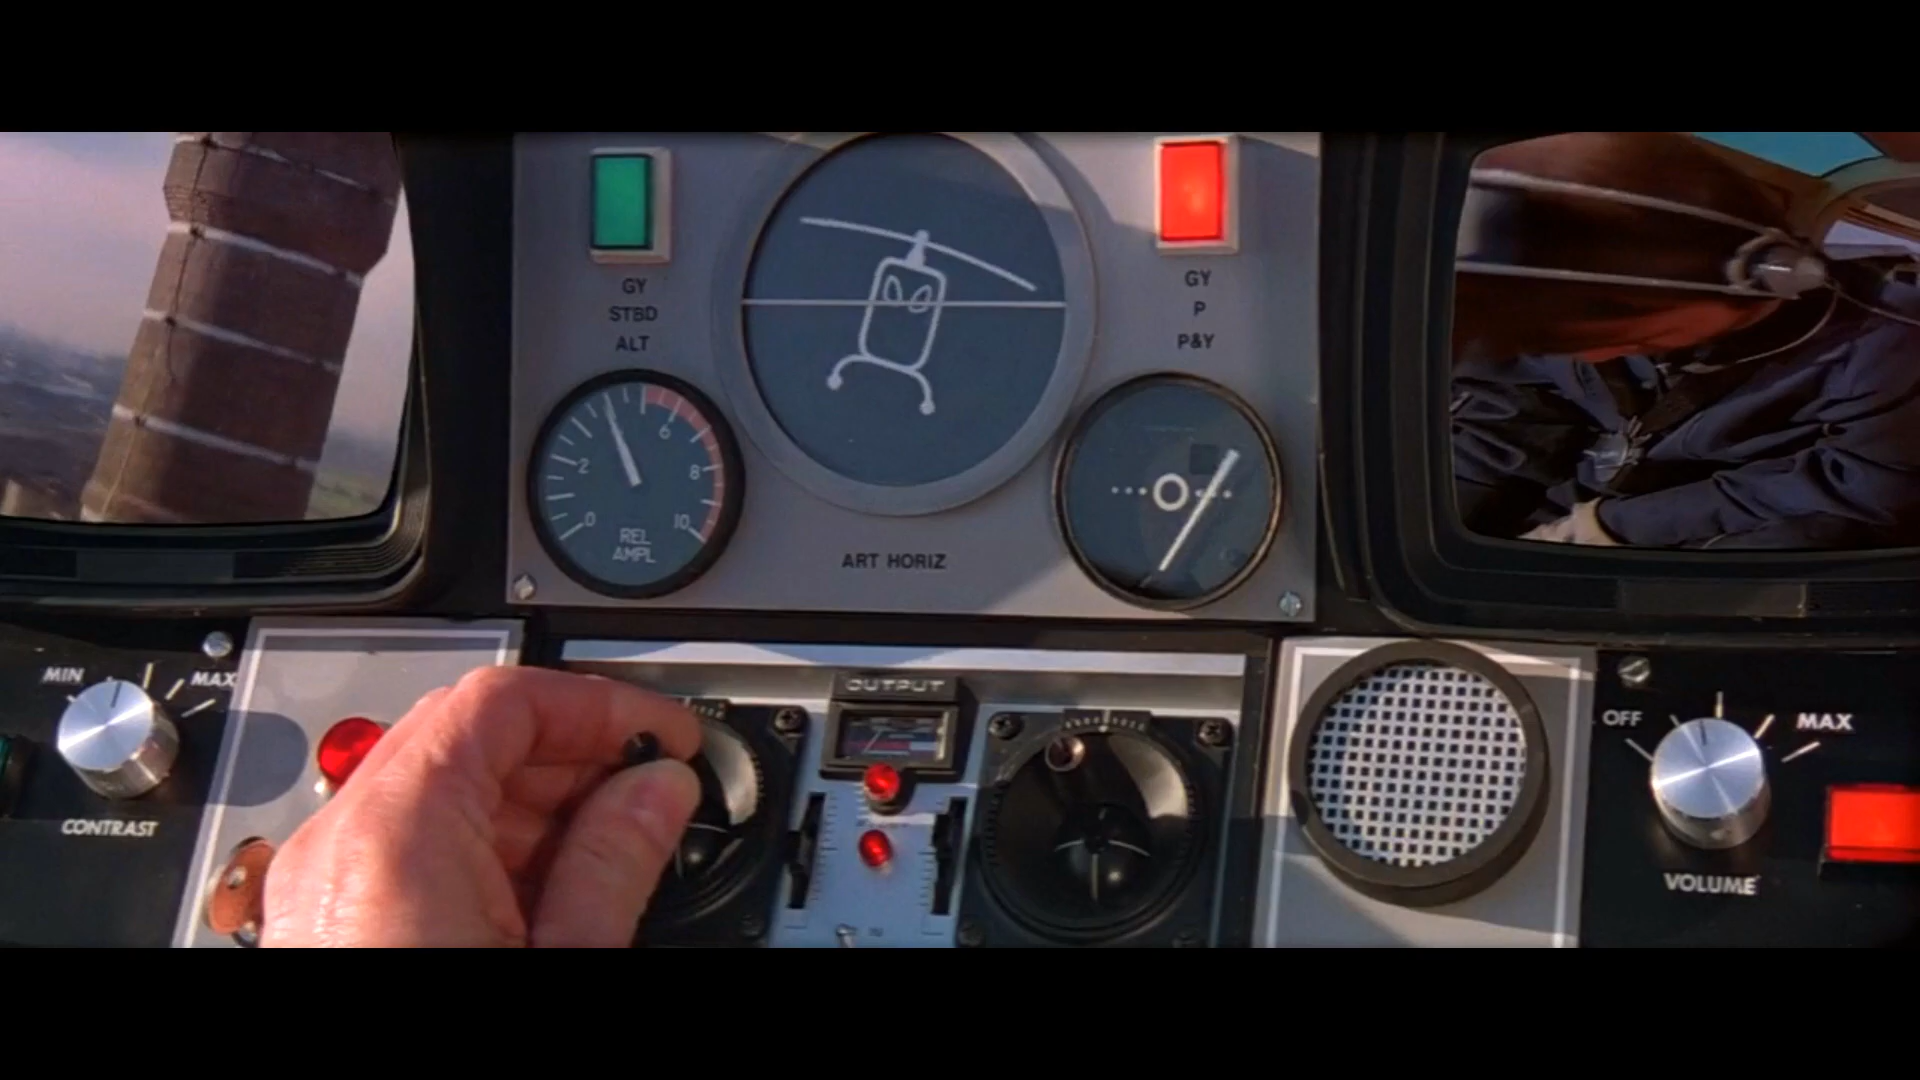 GY
STBD
ALT
GY
P
P&Y
0
2
6
8
10
REL
AMPL
ART HORIZ
MIN
MAX
CONTRAST
OUTPUT
OFF
MAX
VOLUME